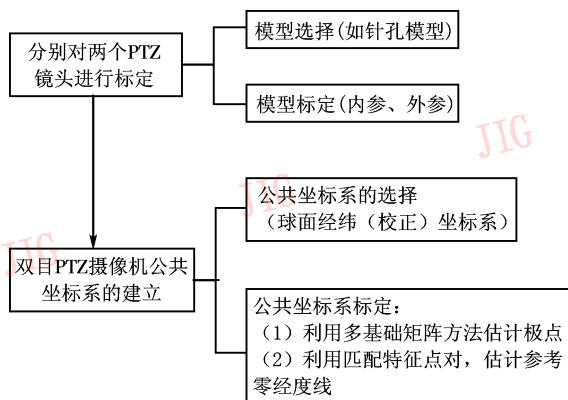 分别对两个PTZ
镜头进行标定
模型选择(如针孔模型)
模型标定(内参、外参)
双目PTZ摄像机公共
坐标系的建立
公共坐标系的选择
（球面经纬（校正）坐标系）
公共坐标系标定：
（1）利用多基础矩阵方法估计极点
（2）利用匹配特征点对，估计参考
零经度线
JIG
JIG
JIG